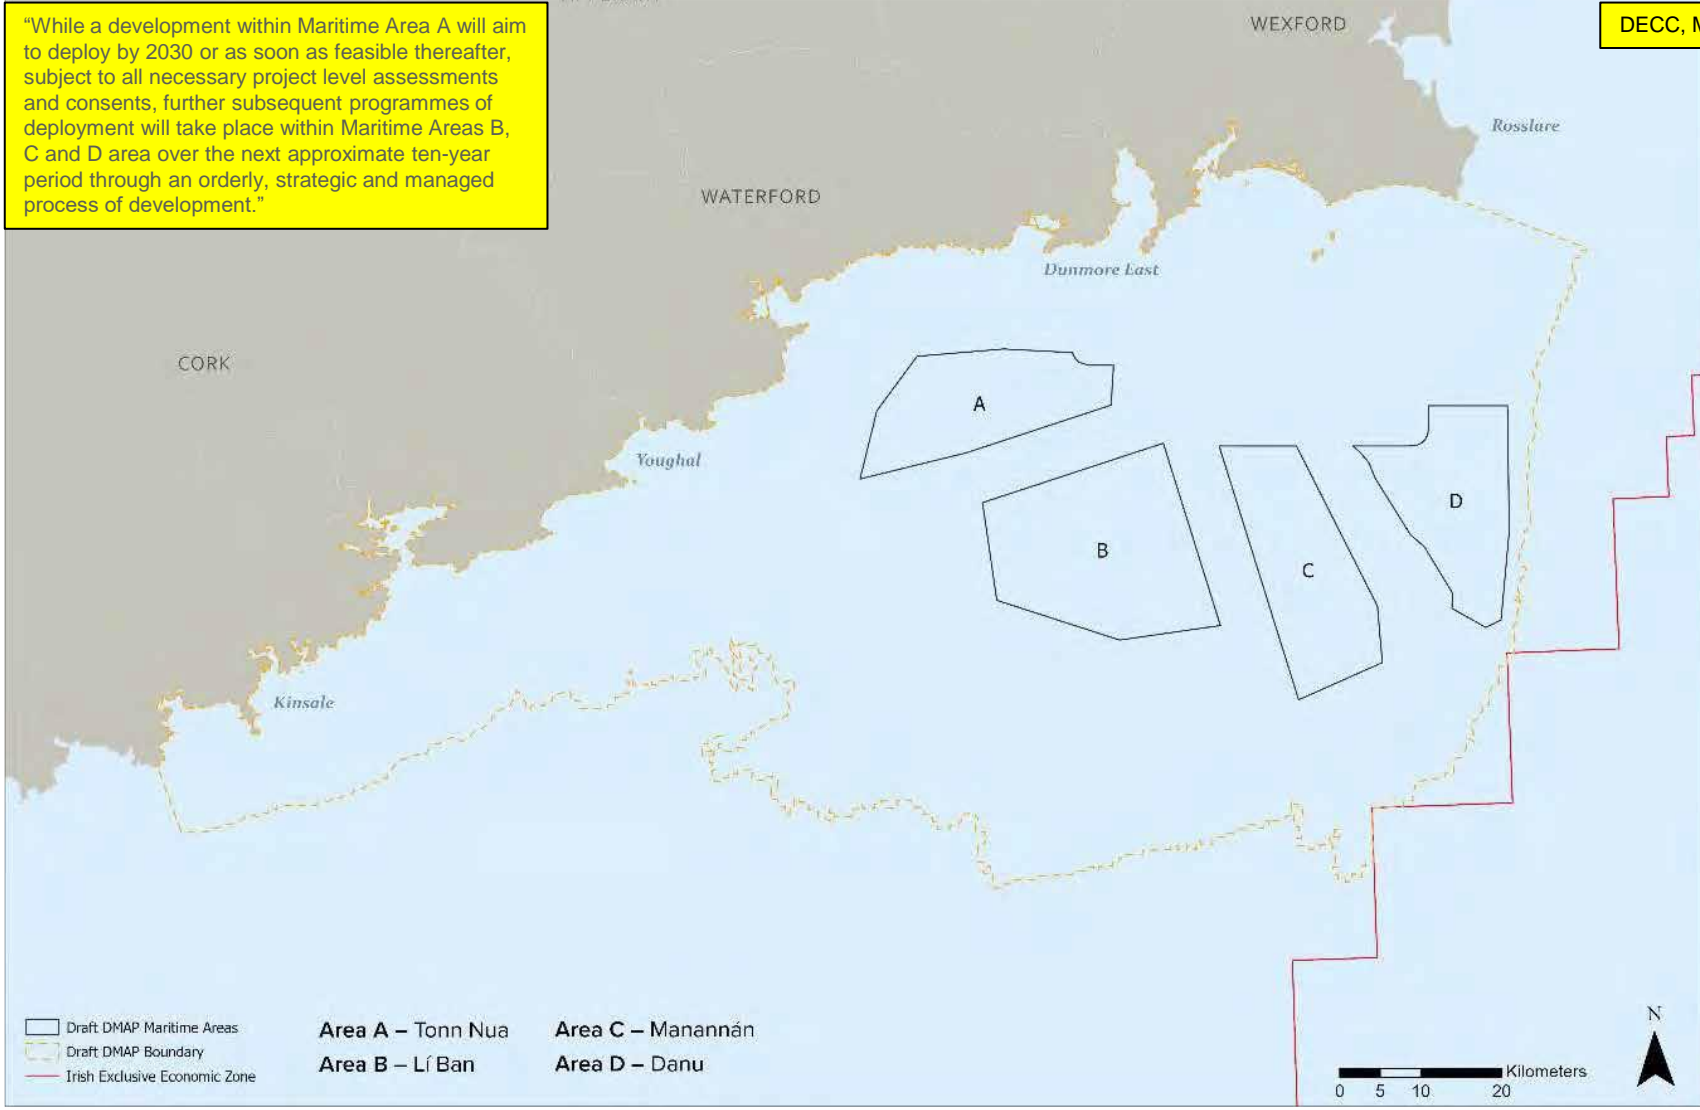 “While a development within Maritime Area A will aim
to deploy by 2030 or as soon as feasible thereafter,
subject to all necessary project level assessments
and consents, further subsequent programmes of
deployment will take place within Maritime Areas B,
C and D area over the next approximate ten-year
period through an orderly, strategic and managed
process of development.”
DECC, M
WEXFORD
Rosslare
WATERFORD
Dunmore East
CORK
A
Youghal
D
B
C
Kinsale
Draft DMAP Maritime Areas
Draft DMAP Boundary
Irish Exclusive Economic Zone
Area A – Tonn Nua
Area B – Lí Ban
Area C – Manannán
Area D – Danu
N
Kilometers
0 5 10 20